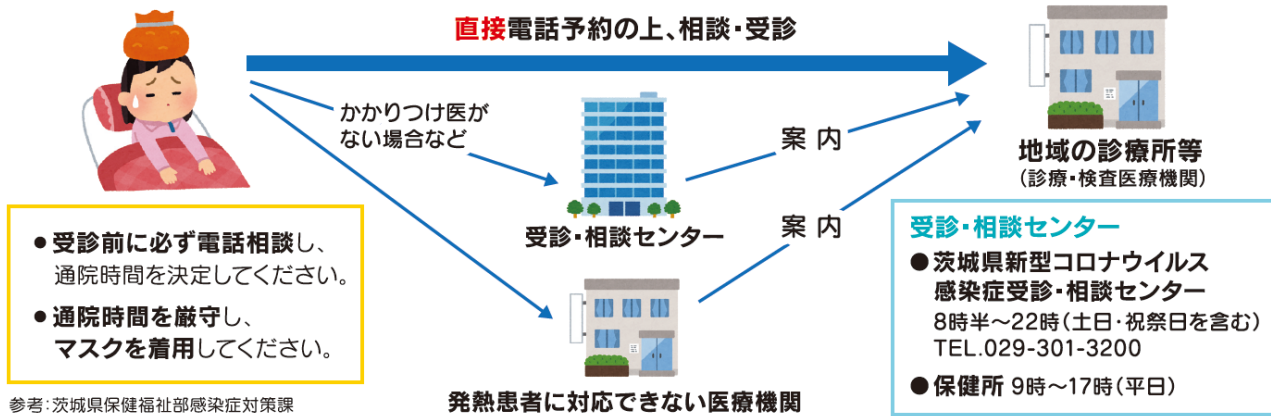 直接電話予約の上、相談・受診
かかりつけ医が
ない場合など
案内
地域の診療所等
(診療・検査医療機関)
受診・相談センター
案内
発熱患者に対応できない医療機関
●受診前に必ず電話相談し、
通院時間を決定してください。
●通院時間を厳守し、
マスクを着用してください。
参考:茨城県保健福祉部感染症対策課
受診・相談センター
●茨城県新型コロナウイルス
感染症受診・相談センター
8時半～22時(土日・祝祭日を含む)
TEL.029-301-3200
●保健所 9時～17時(平日)